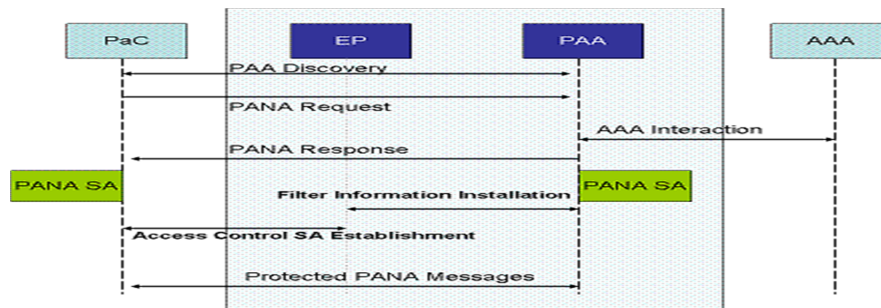 PaC EP PAA AAA
PAA Discovery
PANA Request
AAA Interaction
PANA Response
PANA SA PANA SA
Filter Information Installation
Access Control SA Establishment
Protected PANA Messages